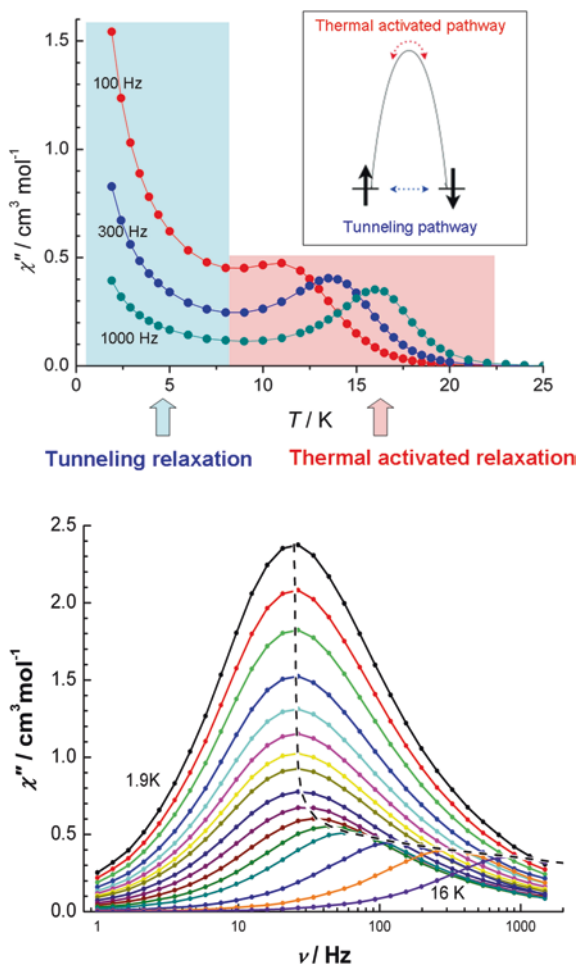 Thermal activated pathway
Tunneling pathway
1.5
1.0
0.5
0.0
χ″ / cm³ mol⁻¹
100 Hz
300 Hz
1000 Hz
0 5 10 15 20 25
T / K
Tunneling relaxation Thermal activated relaxation
2.5
2.0
1.5
1.0
0.5
0.0
χ″ / cm³mol⁻¹
1.9K
16 K
1 10 100 1000
ν/ Hz